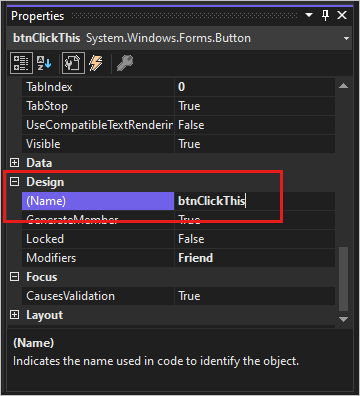 Properties
btnClickThis System.Windows.Forms.Button
TabIndex 0
TabStop True
UseCompatibleTextRenderin False
Visible True
Data
Design
(Name) btnClickThis
GenerateMember True
Locked False
Modifiers Friend
Focus
CausesValidation True
Layout
(Name)
Indicates the name used in code to identify the object.